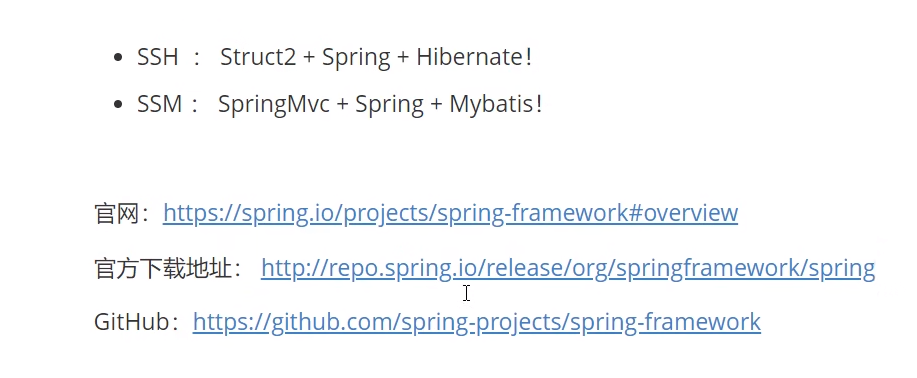 SSH ： Struct2 + Spring + Hibernate！
SSM： SpringMvc + Spring + Mybatis！
官网：https://spring.io/projects/spring-framework#overview
官方下载地址： http://repo.spring.io/release/org/springframework/spring
GitHub：https://github.com/spring-projects/spring-framework